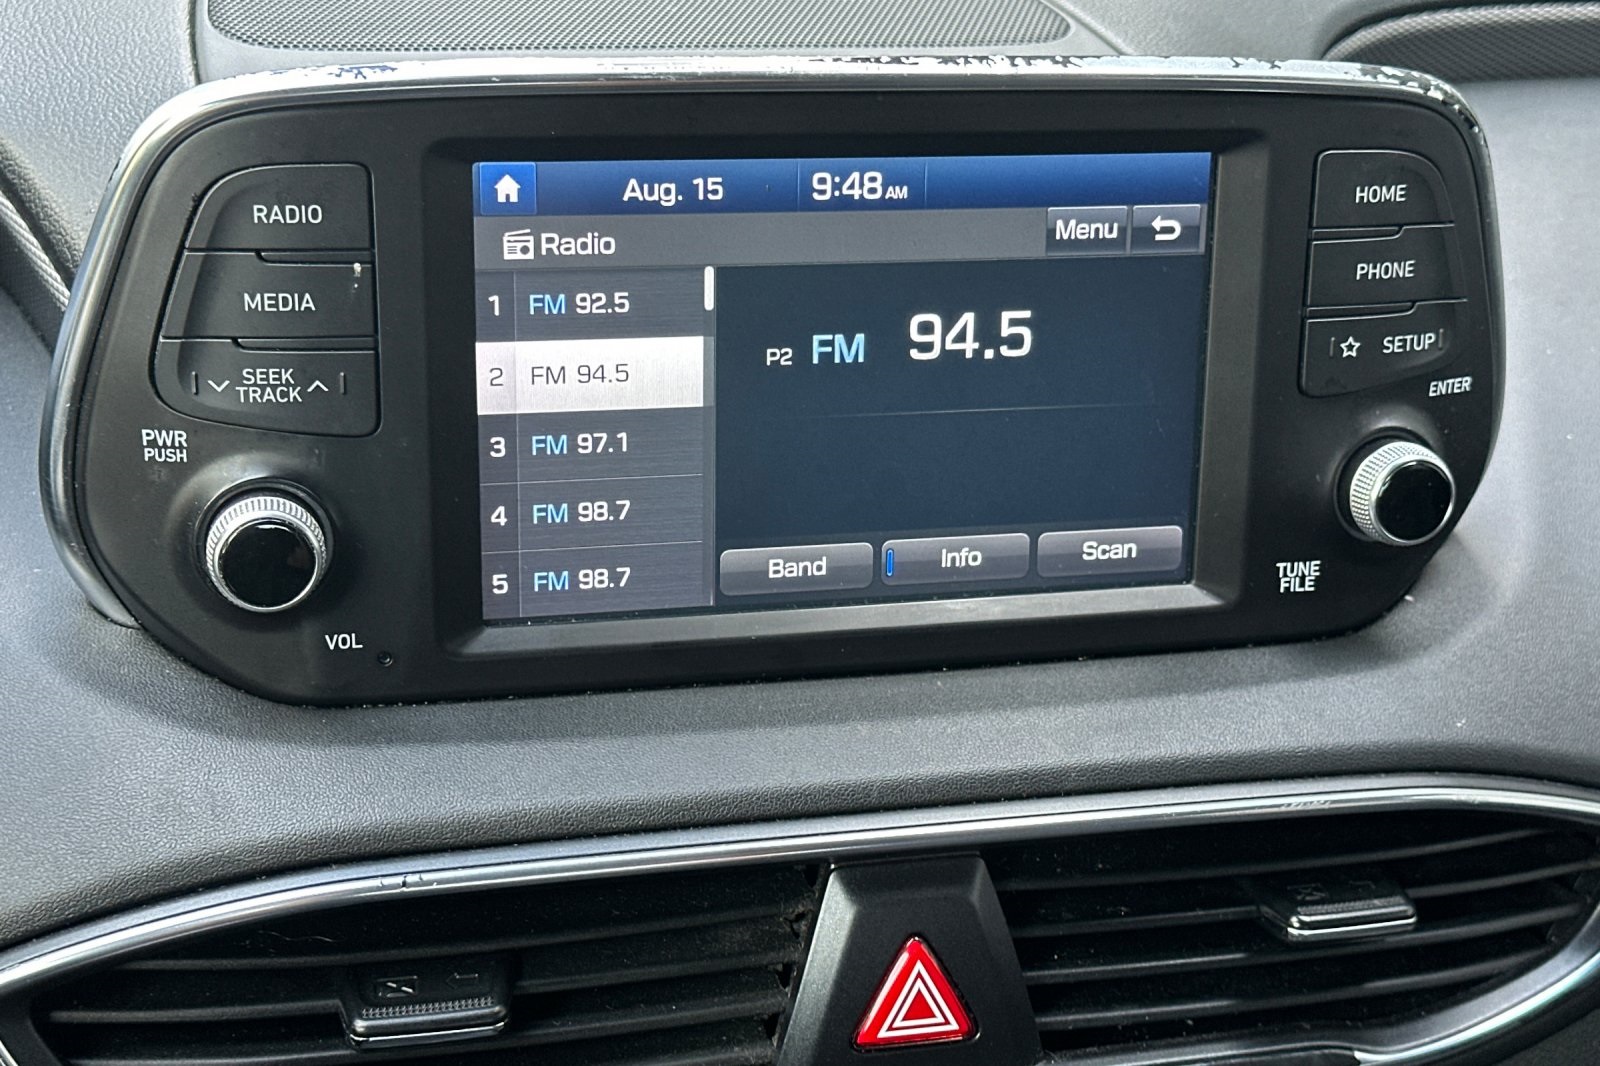 Aug. 15 9:48 AM
Radio Menu
1 FM 92.5
2 FM 94.5
3 FM 97.1
4 FM 98.7
5 FM 98.7
P2 FM 94.5
Band Info Scan
RADIO
MEDIA
SEEK
TRACK
PWR
PUSH
VOL
HOME
PHONE
SETUP
ENTER
TUNE
FILE